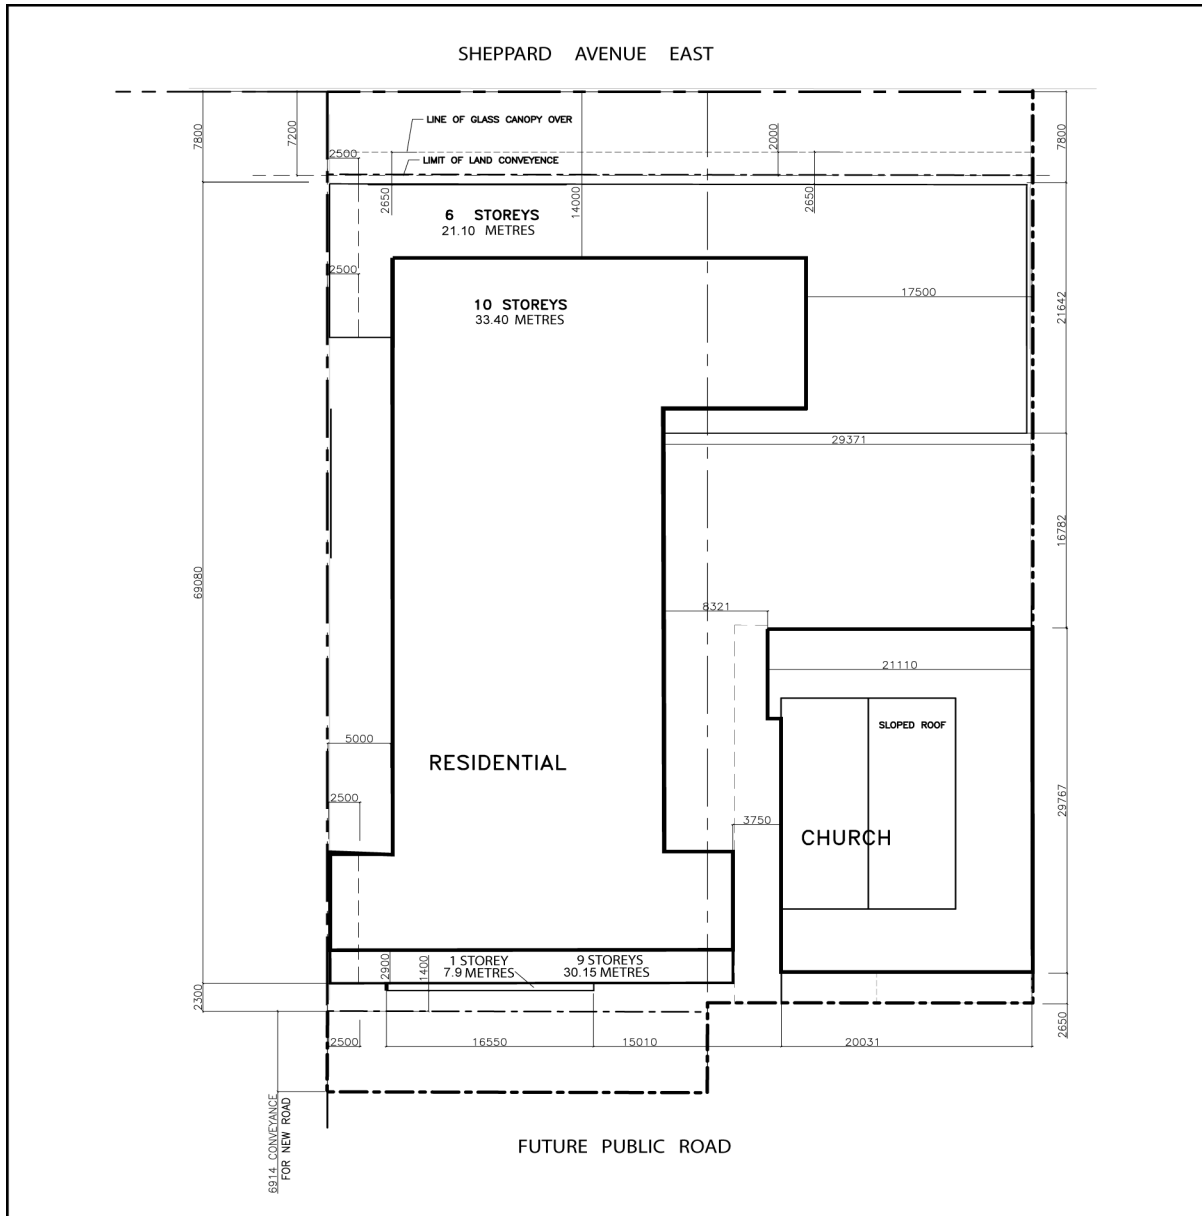 SHEPPARD AVENUE EAST
7800
7200
LINE OF GLASS CANOPY OVER
2000
7800
2500
LIMIT OF LAND CONVEYENCE
2650
14000
2650
6 STOREYS
21.10 METRES
2500
17500
10 STOREYS
33.40 METRES
21642
29371
16782
69080
8321
21110
SLOPED ROOF
5000
RESIDENTIAL
2500
3750
29767
CHURCH
2900
1400
1 STOREY
7.9 METRES
9 STOREYS
30.15 METRES
2300
2650
2500
16550
15010
20031
6914 CONVEYANCE
FOR NEW ROAD
FUTURE PUBLIC ROAD